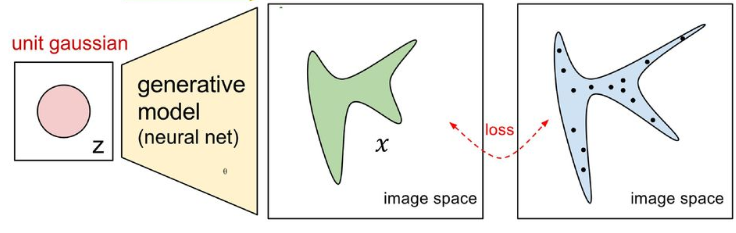 unit gaussian
z
generative
model
(neural net)
θ
x
image space
loss
image space